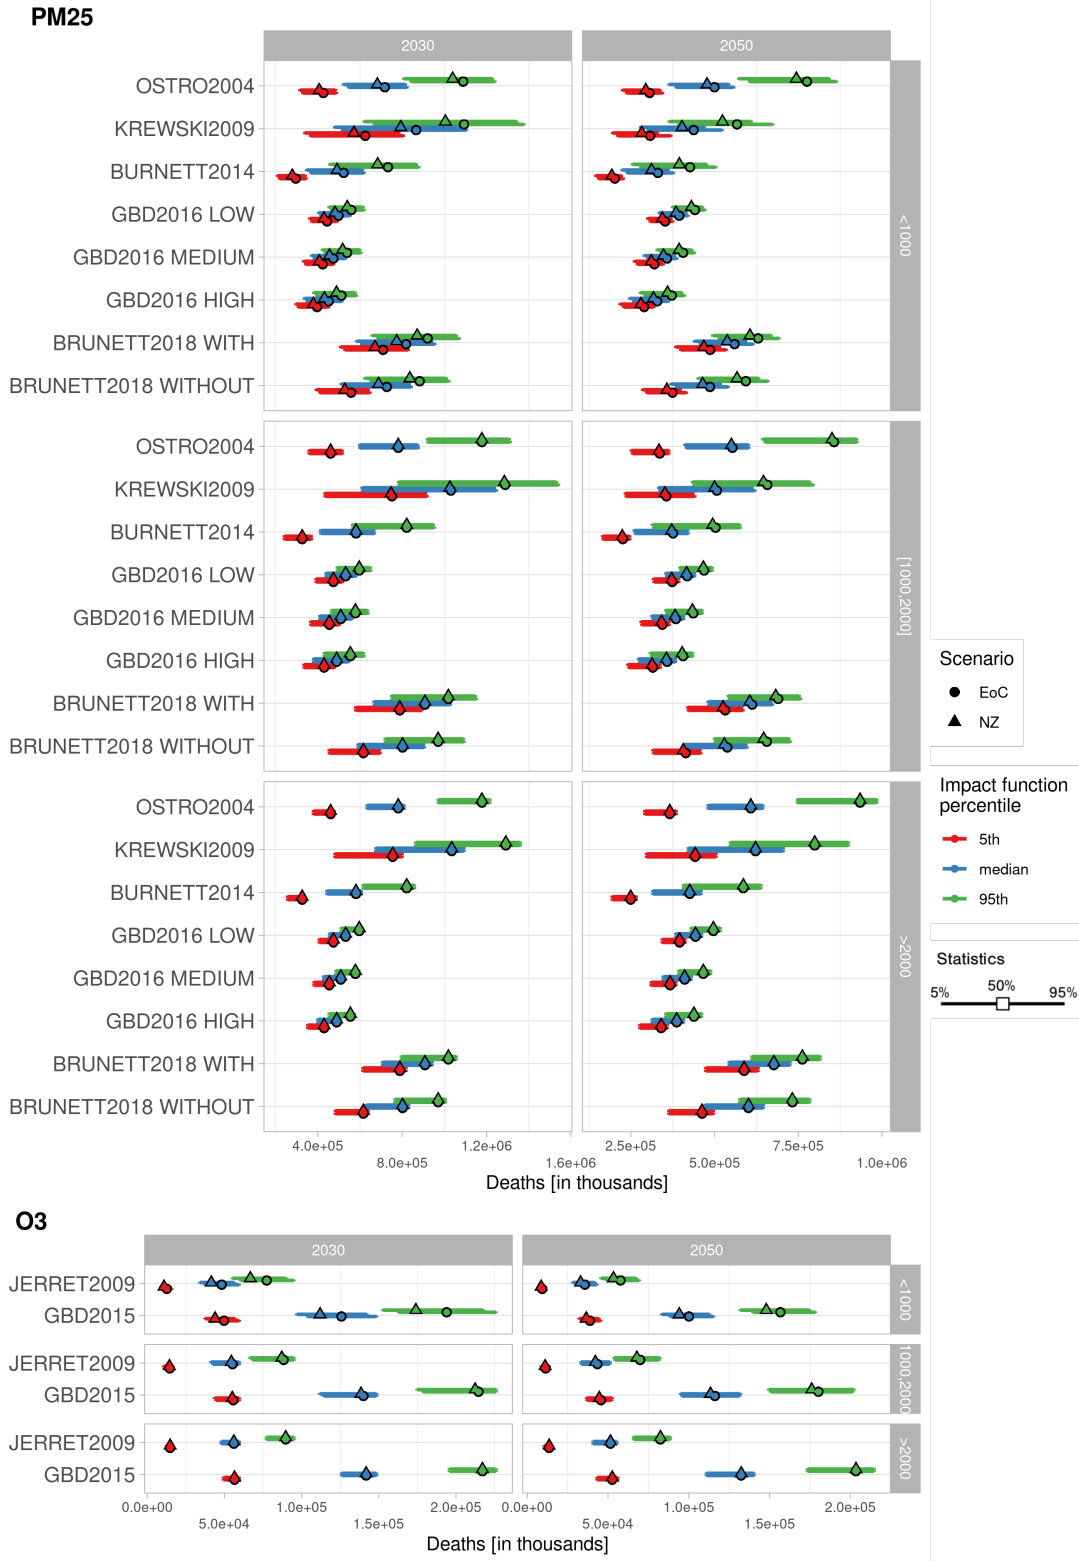 PM25
2030
2050
OSTRO2004
KREWSKI2009
BURNETT2014
GBD2016 LOW
GBD2016 MEDIUM
GBD2016 HIGH
BRUNETT2018 WITH
BRUNETT2018 WITHOUT
<1000
OSTRO2004
KREWSKI2009
BURNETT2014
GBD2016 LOW
GBD2016 MEDIUM
GBD2016 HIGH
BRUNETT2018 WITH
BRUNETT2018 WITHOUT
[1000,2000]
OSTRO2004
KREWSKI2009
BURNETT2014
GBD2016 LOW
GBD2016 MEDIUM
GBD2016 HIGH
BRUNETT2018 WITH
BRUNETT2018 WITHOUT
>2000
4.0e+05
8.0e+05
1.2e+06
1.6e+06
2.5e+05
5.0e+05
7.5e+05
1.0e+06
Deaths [in thousands]
Scenario
EoC
NZ
Impact function
percentile
5th
median
95th
Statistics
5% 50% 95%
O3
2030
2050
JERRET2009
GBD2015
<1000
JERRET2009
GBD2015
1000,2000
JERRET2009
GBD2015
>2000
0.0e+00
5.0e+04
1.0e+05
1.5e+05
2.0e+05
0.0e+00
5.0e+04
1.0e+05
1.5e+05
2.0e+05
Deaths [in thousands]